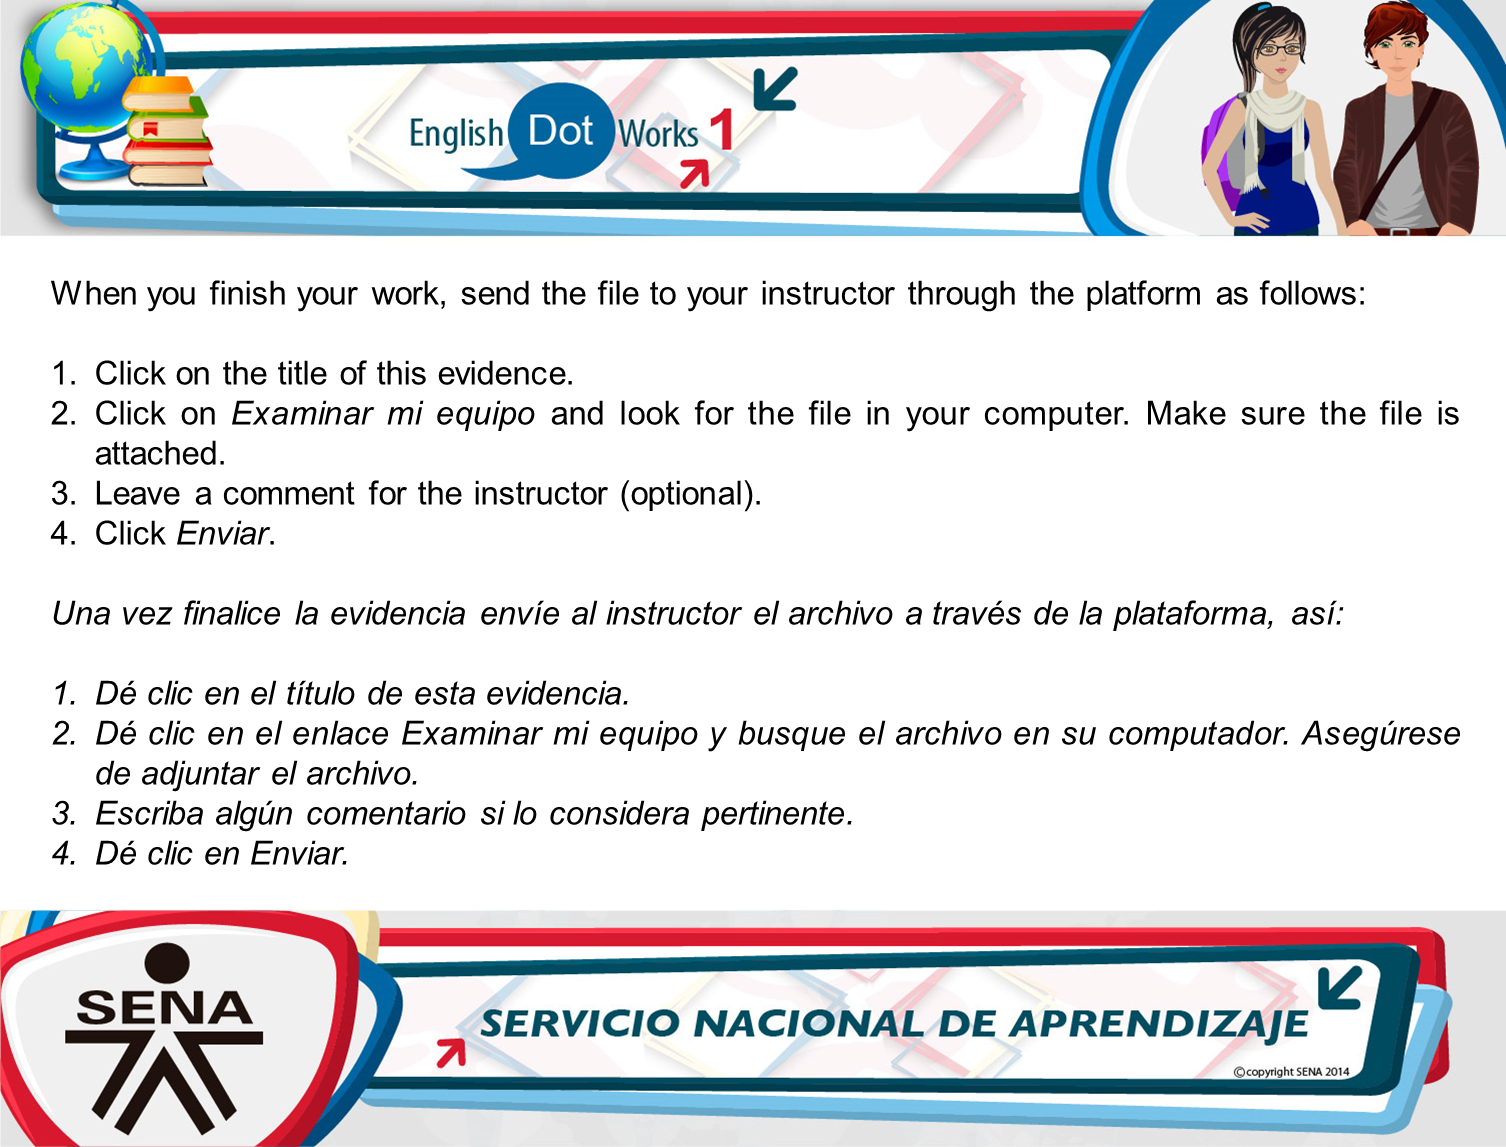 English Dot Works 1
When you finish your work, send the file to your instructor through the platform as follows:
1. Click on the title of this evidence.
2. Click on Examinar mi equipo and look for the file in your computer. Make sure the file is
attached.
3. Leave a comment for the instructor (optional).
4. Click Enviar.
Una vez finalice la evidencia envíe al instructor el archivo a través de la plataforma, así:
1. Dé clic en el título de esta evidencia.
2. Dé clic en el enlace Examinar mi equipo y busque el archivo en su computador. Asegúrese
de adjuntar el archivo.
3. Escriba algún comentario si lo considera pertinente.
4. Dé clic en Enviar.
SENA
SERVICIO NACIONAL DE APRENDIZAJE
©copyright SENA 2014